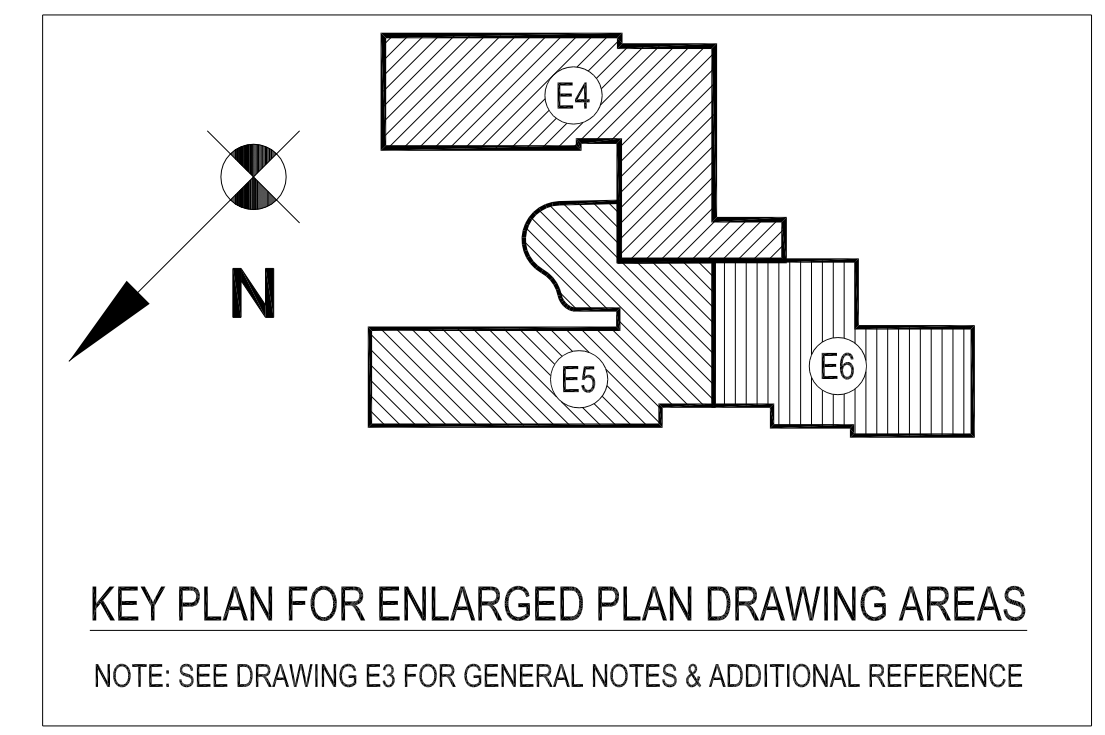 E4
N
E6
E5
KEY PLAN FOR ENLARGED PLAN DRAWING AREAS
NOTE: SEE DRAWING E3 FOR GENERAL NOTES & ADDITIONAL REFERENCE